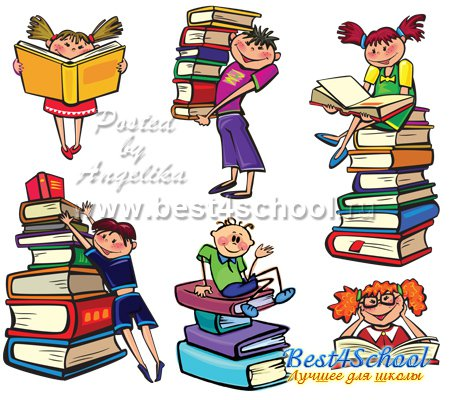 Posted
by
Angelika
www.best4school.ru
Best4School
Лучшее для школы